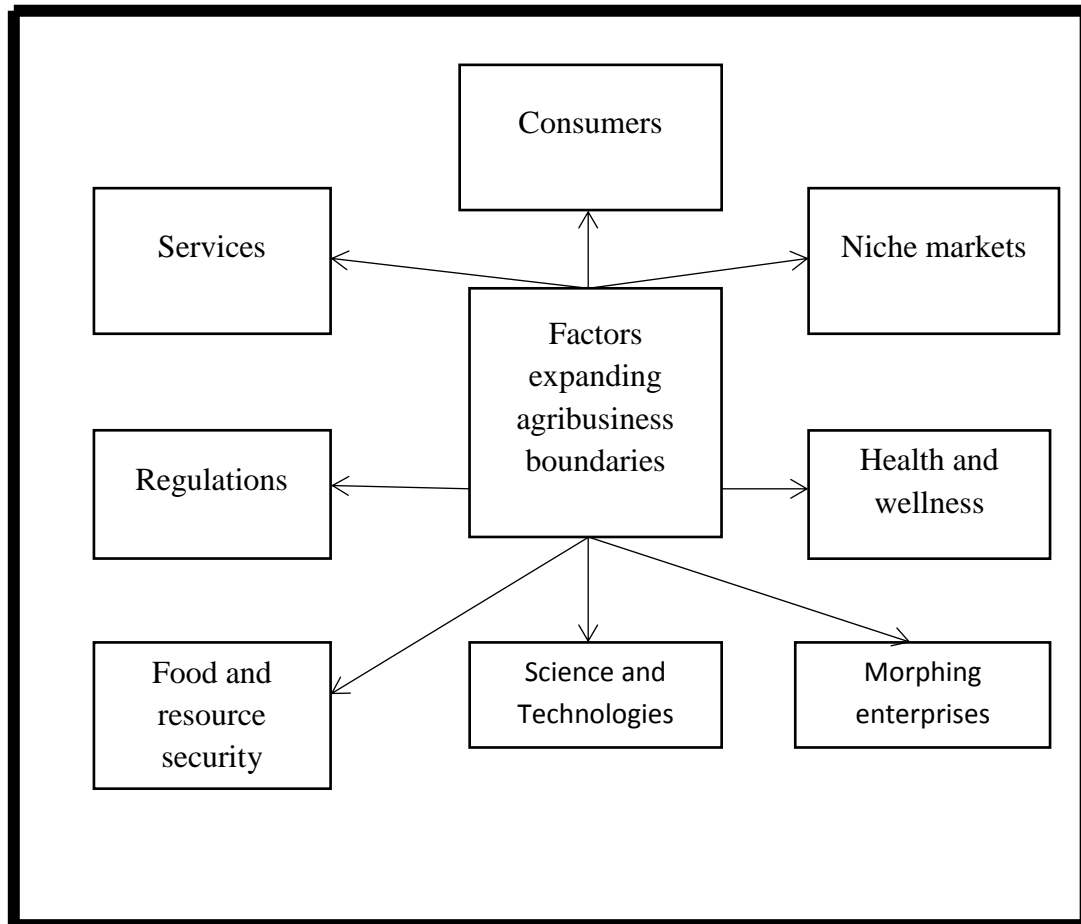 Consumers
Services
Niche markets
Factors
expanding
agribusiness
boundaries
Regulations
Health and
wellness
Food and
resource
security
Science and
Technologies
Morphing
enterprises